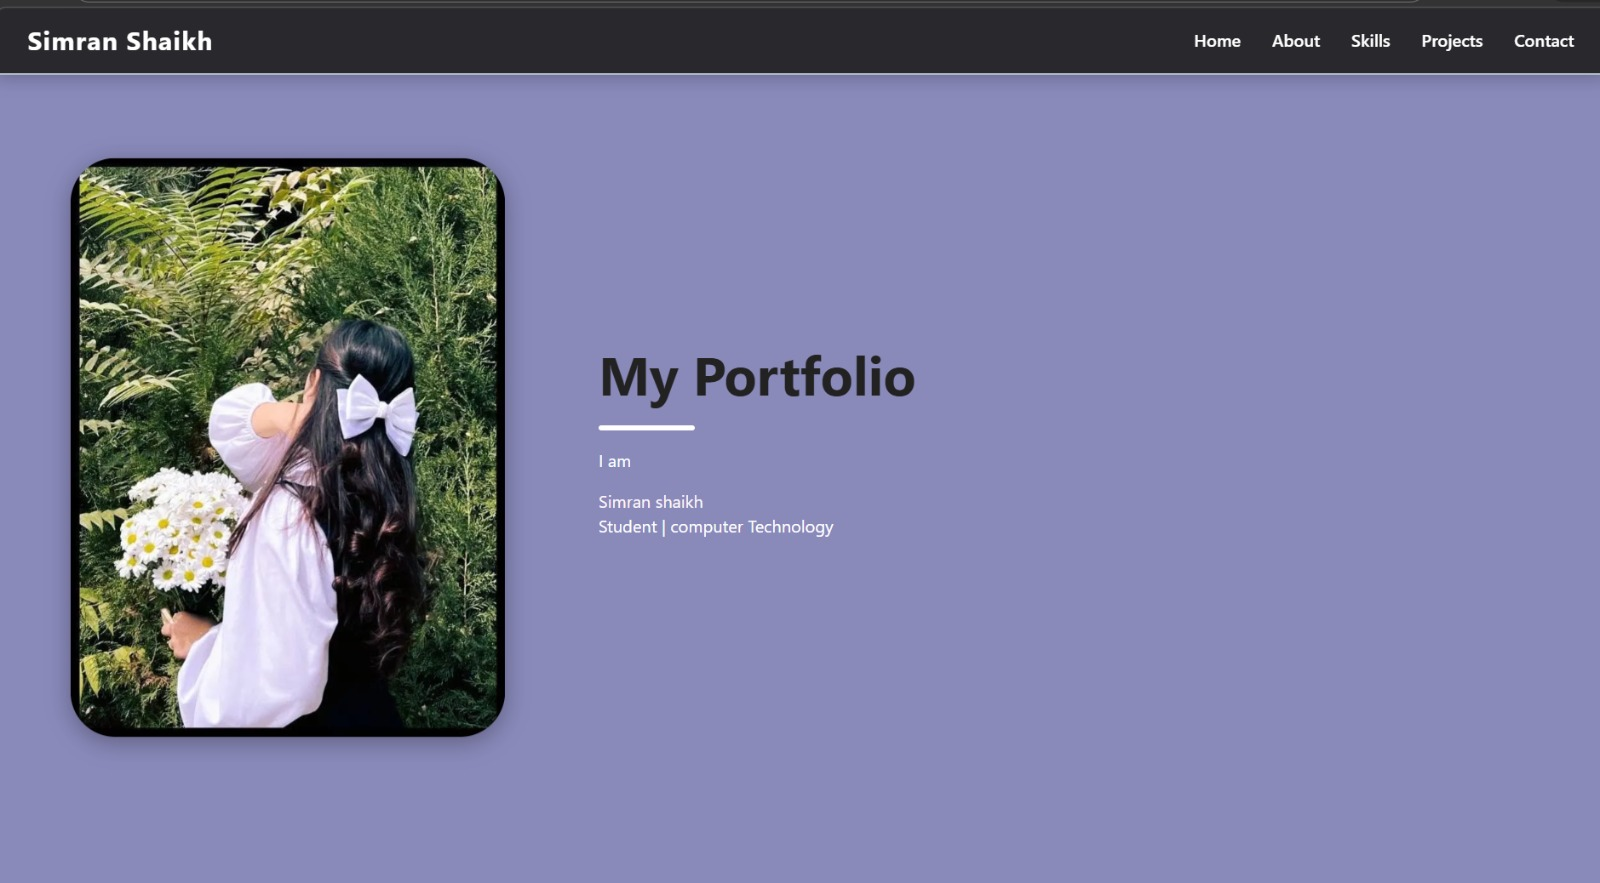 Simran Shaikh
Home About Skills Projects Contact
My Portfolio
I am
Simran shaikh
Student | computer Technology